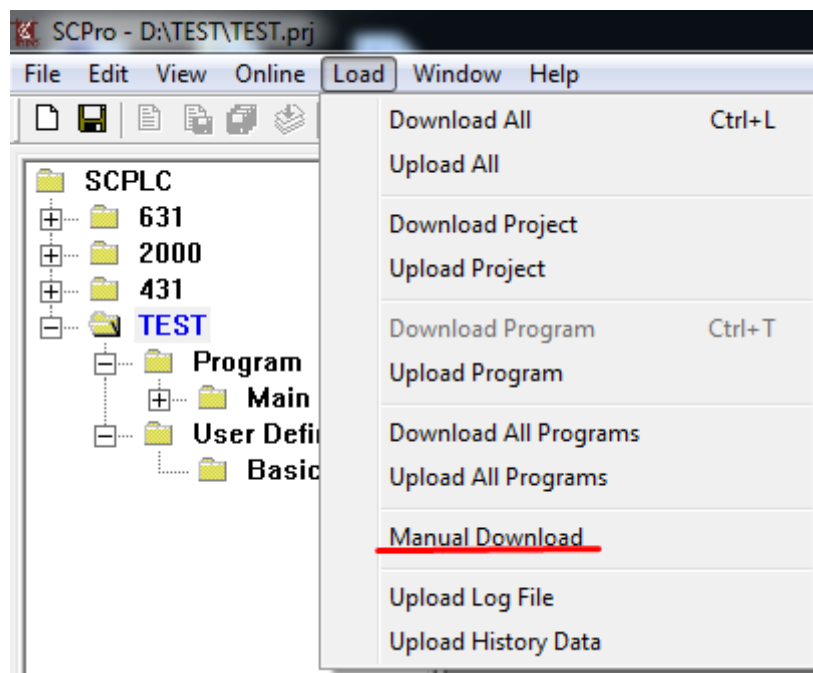 SCPro - D:\TEST\TEST.prj
File Edit View Online Load Window Help
Download All Ctrl+L
Upload All
Download Project
Upload Project
Download Program Ctrl+T
Upload Program
Download All Programs
Upload All Programs
Manual Download
Upload Log File
Upload History Data
SCPLC
631
2000
431
TEST
Program
Main
User Defi
Basic